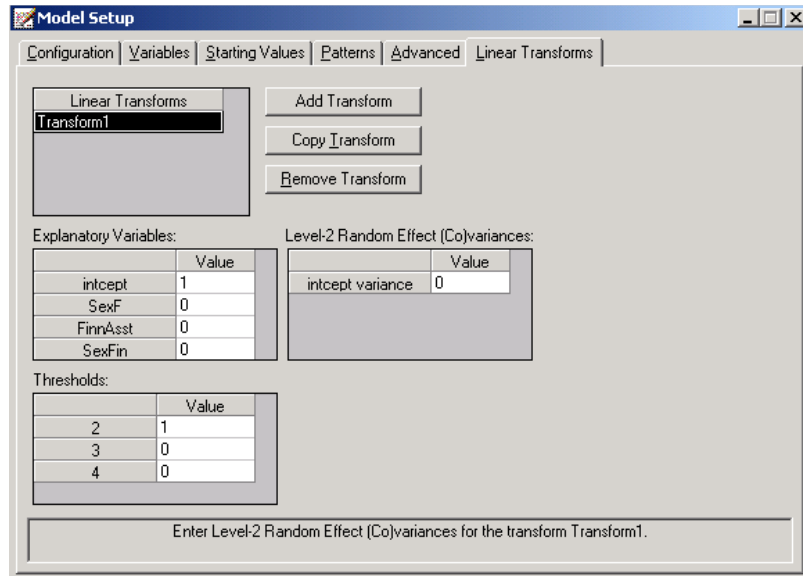 Model Setup
Configuration Variables Starting Values Patterns Advanced Linear Transforms
Linear Transforms
Transform1
Add Transform
Copy Transform
Remove Transform
Explanatory Variables:
Value
intcept 1
SexF 0
FinnAsst 0
SexFin 0
Level-2 Random Effect (Co)variances:
Value
intcept variance 0
Thresholds:
Value
2 1
3 0
4 0
Enter Level-2 Random Effect (Co)variances for the transform Transform1.